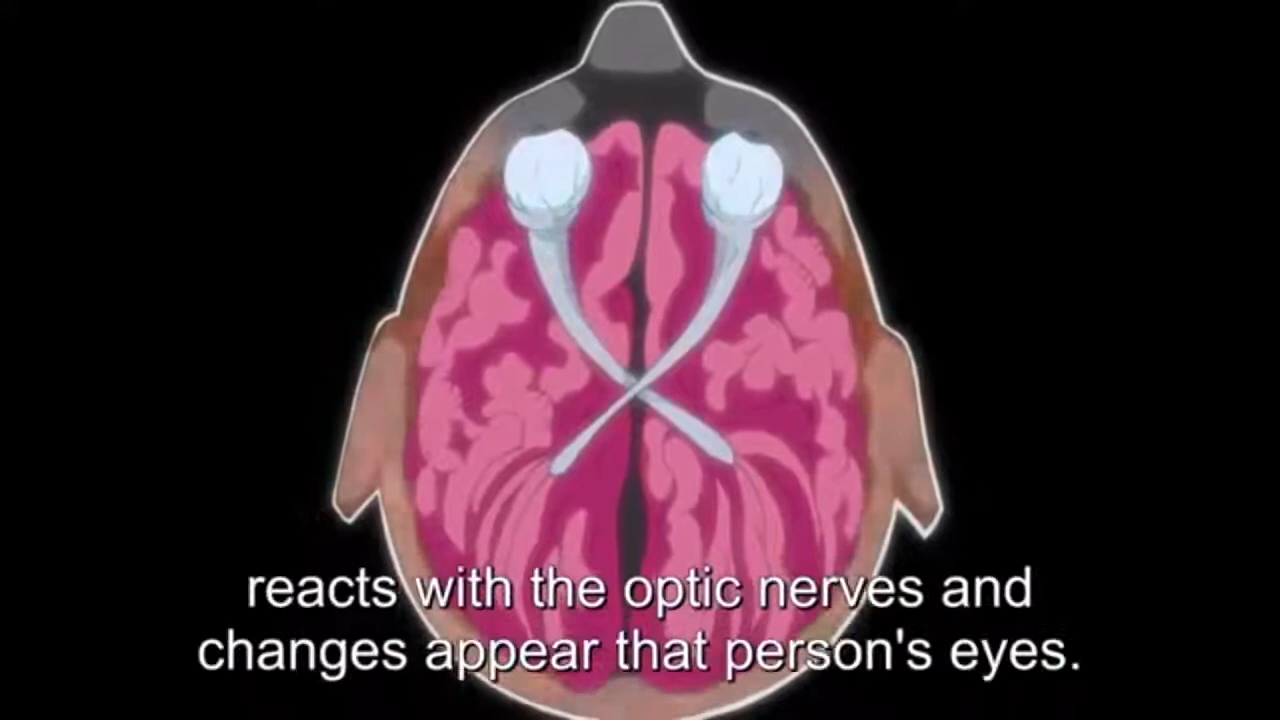 reacts with the optic nerves and
changes appear that person's eyes.